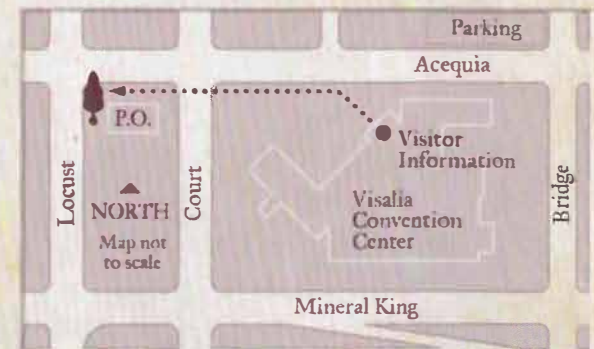 Parking
Acequia
P.O.
Visitor
Information
Locust
Court
Bridge
NORTH
Map not
to scale
Visalia
Convention
Center
Mineral King